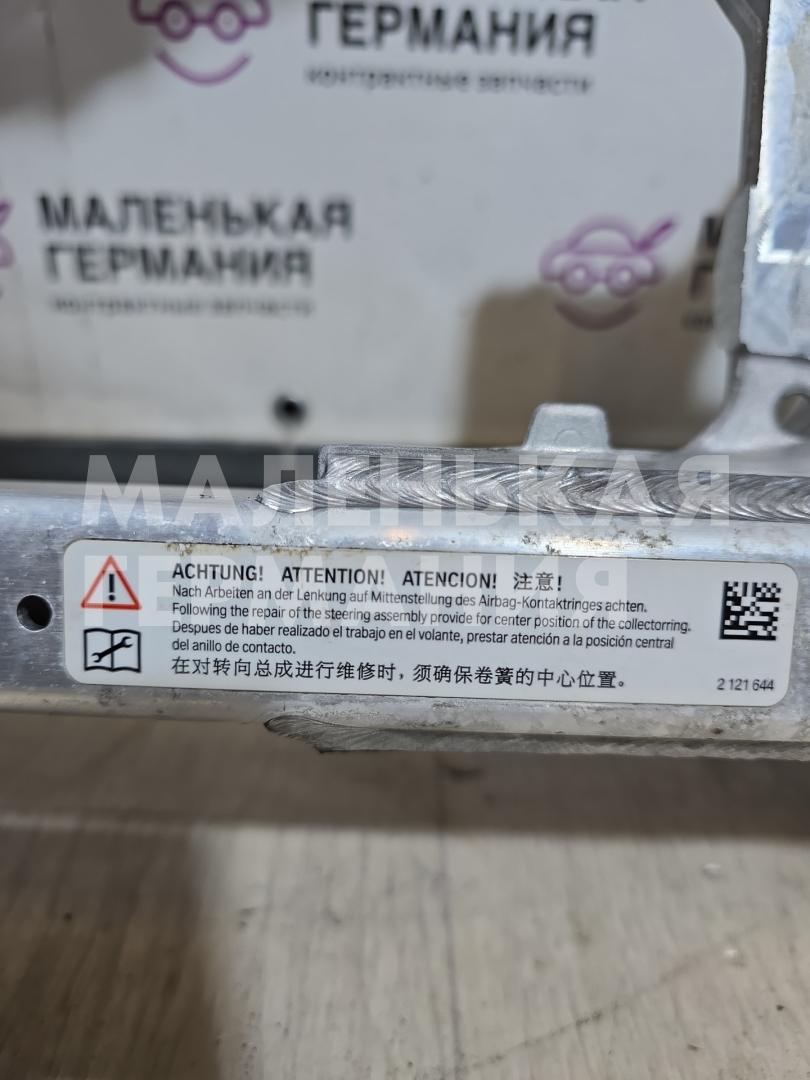 МАЛЕНЬКАЯ
ГЕРМАНИЯ
контрактные запчасти
МАЛЕНЬКАЯ
ГЕРМАНИЯ
контрактные запчасти
МАЛЕНЬКАЯ
ГЕРМАНИЯ
ACHTUNG! ATTENTION! ATENCION! 注意!
Nach Arbeiten an der Lenkung auf Mittenstellung des Airbag-Kontaktringes achten.
Following the repair of the steering assembly provide for center position of the collectorring.
Despues de haber realizado el trabajo en el volante, prestar atención a la posición central
del anillo de contacto.
在对转向总成进行维修时，须确保卷簧的中心位置。
2 121 644